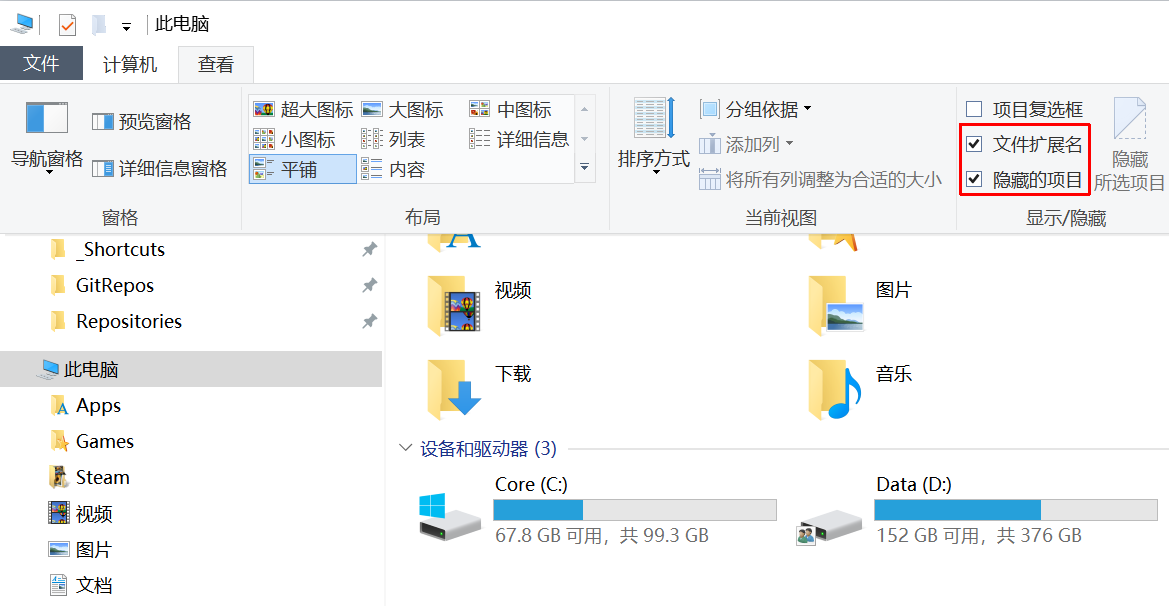 此电脑
文件 计算机 查看
导航窗格
预览窗格
详细信息窗格
窗格
超大图标 大图标 中图标
小图标 列表 详细信息
平铺 内容
布局
排序方式
分组依据
添加列
将所有列调整为合适的大小
当前视图
项目复选框
文件扩展名
隐藏的项目
隐藏
所选项目
显示/隐藏
_Shortcuts
GitRepos
Repositories
此电脑
Apps
Games
Steam
视频
图片
文档
视频
图片
下载
音乐
设备和驱动器 (3)
Core (C:)
67.8 GB 可用，共 99.3 GB
Data (D:)
152 GB 可用，共 376 GB